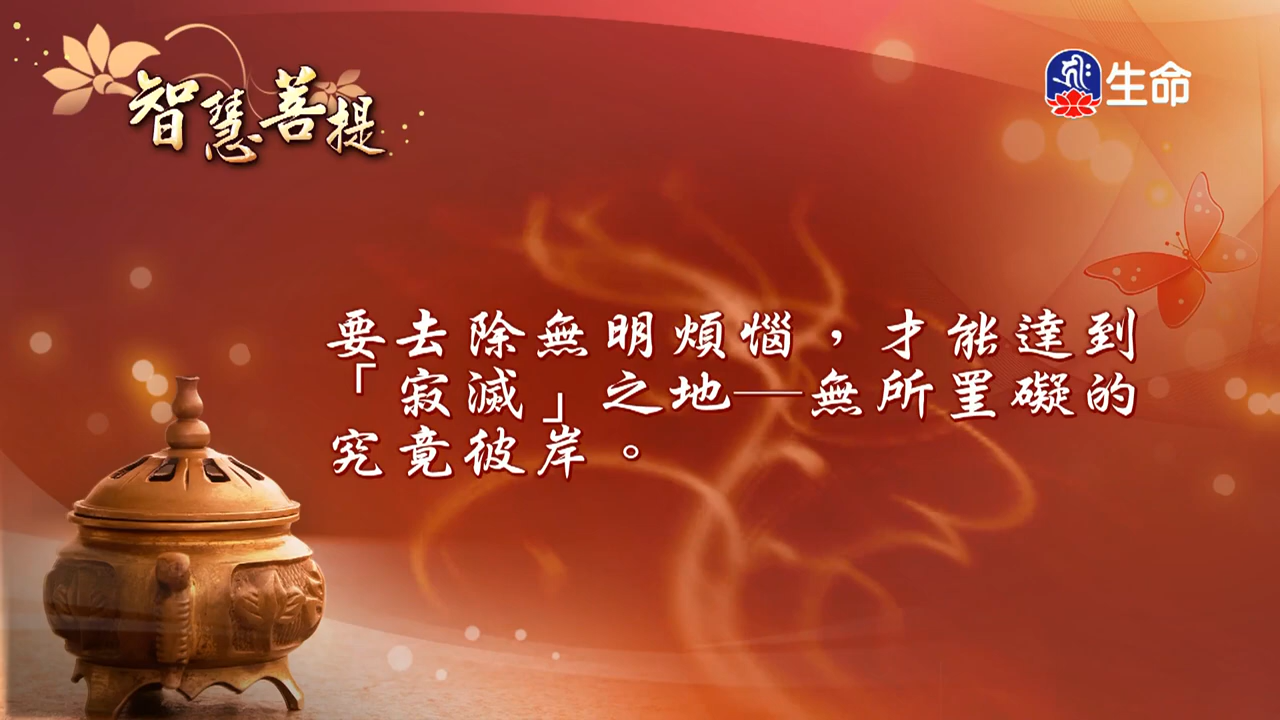 智慧菩提
生命
要去除無明煩惱，才能達到
「寂滅」之地—無所罣礙的
究竟彼岸。